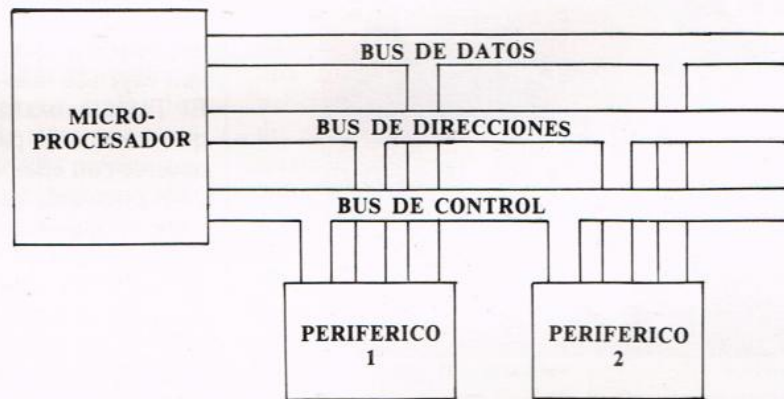 BUS DE DATOS
MICRO-
PROCESADOR
BUS DE DIRECCIONES
BUS DE CONTROL
PERIFERICO
1
PERIFERICO
2